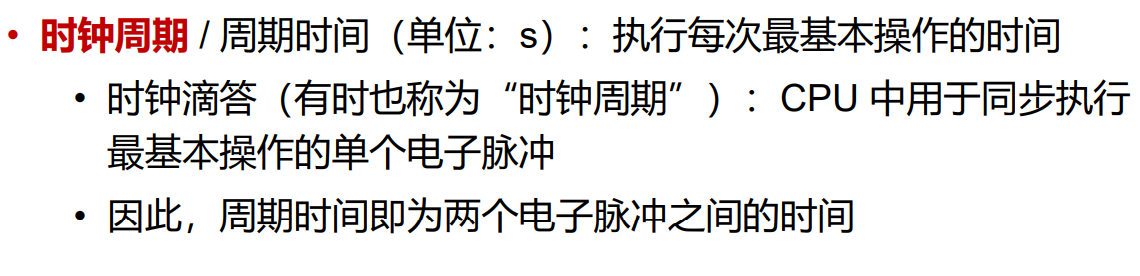 • 时钟周期 / 周期时间（单位：s）：执行每次最基本操作的时间
• 时钟滴答（有时也称为“时钟周期”）：CPU 中用于同步执行
最基本操作的单个电子脉冲
• 因此，周期时间即为两个电子脉冲之间的时间